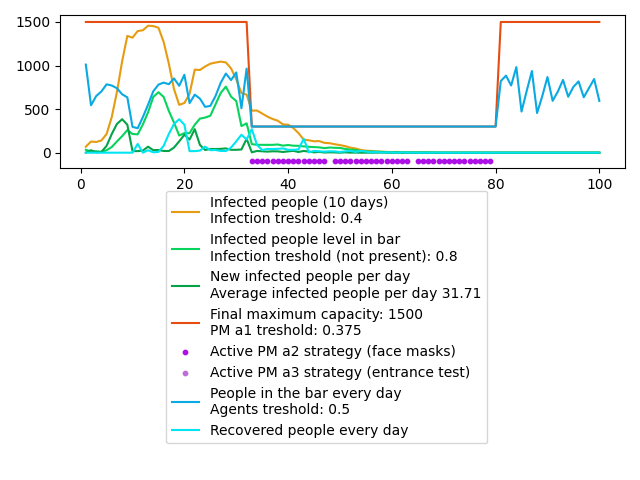 1500
1000
500
0
0
20
40
60
80
100
Infected people (10 days)
Infection treshold: 0.4
Infected people level in bar
Infection treshold (not present): 0.8
New infected people per day
Average infected people per day 31.71
Final maximum capacity: 1500
PM a1 treshold: 0.375
Active PM a2 strategy (face masks)
Active PM a3 strategy (entrance test)
People in the bar every day
Agents treshold: 0.5
Recovered people every day